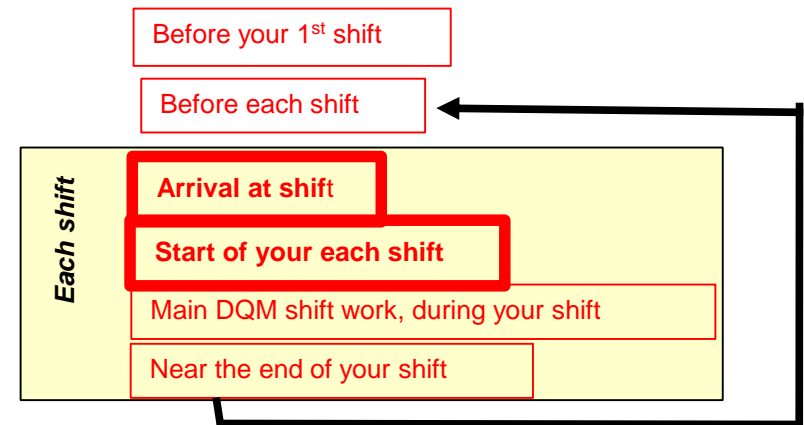 Before your 1st shift
Before each shift
Each shift
Arrival at shift
Start of your each shift
Main DQM shift work, during your shift
Near the end of your shift